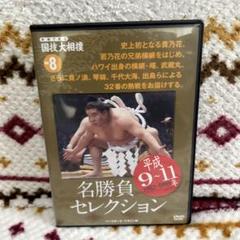 国技大相撲
8
史上初となる貴乃花、
若乃花の兄弟横綱をはじめ、
ハワイ出身の横綱・曙、武蔵丸、
さらに貴ノ浪、琴錦、千代大海、出島らによる
32番の熱戦をお届けする。
平成
9~11年
名勝負
セレクション
DVD